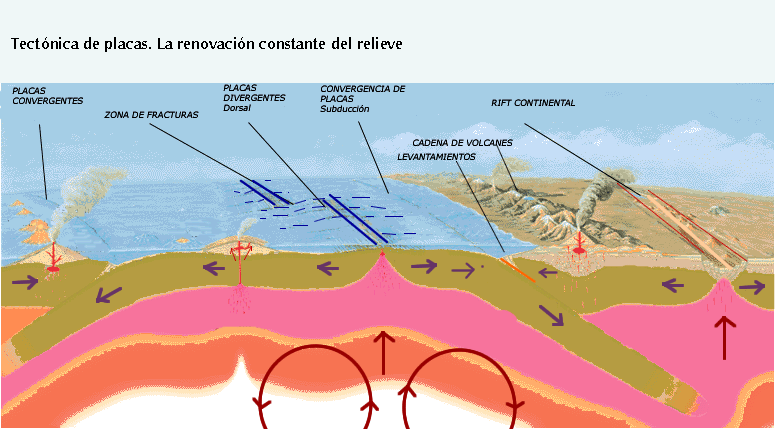 Tectónica de placas. La renovación constante del relieve
PLACAS
CONVERGENTES
ZONA DE FRACTURAS
PLACAS
DIVERGENTES
Dorsal
CONVERGENCIA DE
PLACAS
Subducción
RIFT CONTINENTAL
CADENA DE VOLCANES
LEVANTAMIENTOS